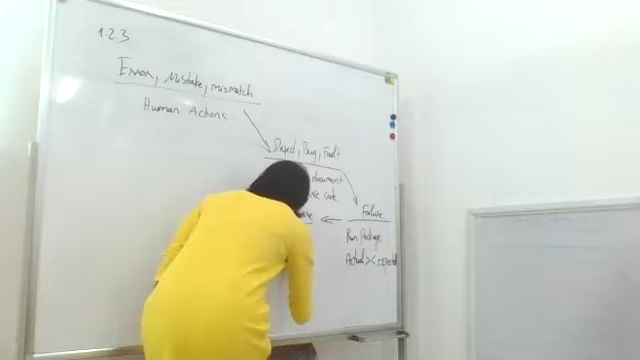 1.2.3
Error, Mistake, mismatch
Human Actions
Defect, Bug, Fault
document
code
Failure
Run package
Actual >< expected